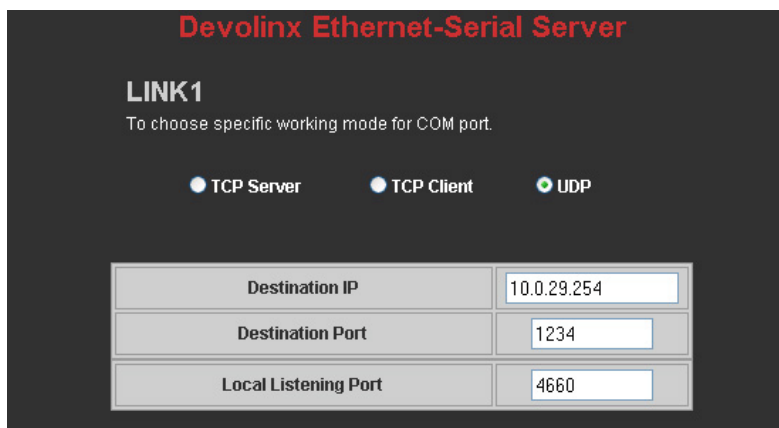 Devolinx Ethernet-Serial Server
LINK1
To choose specific working mode for COM port.
TCP Server TCP Client UDP
Destination IP 10.0.29.254
Destination Port 1234
Local Listening Port 4660